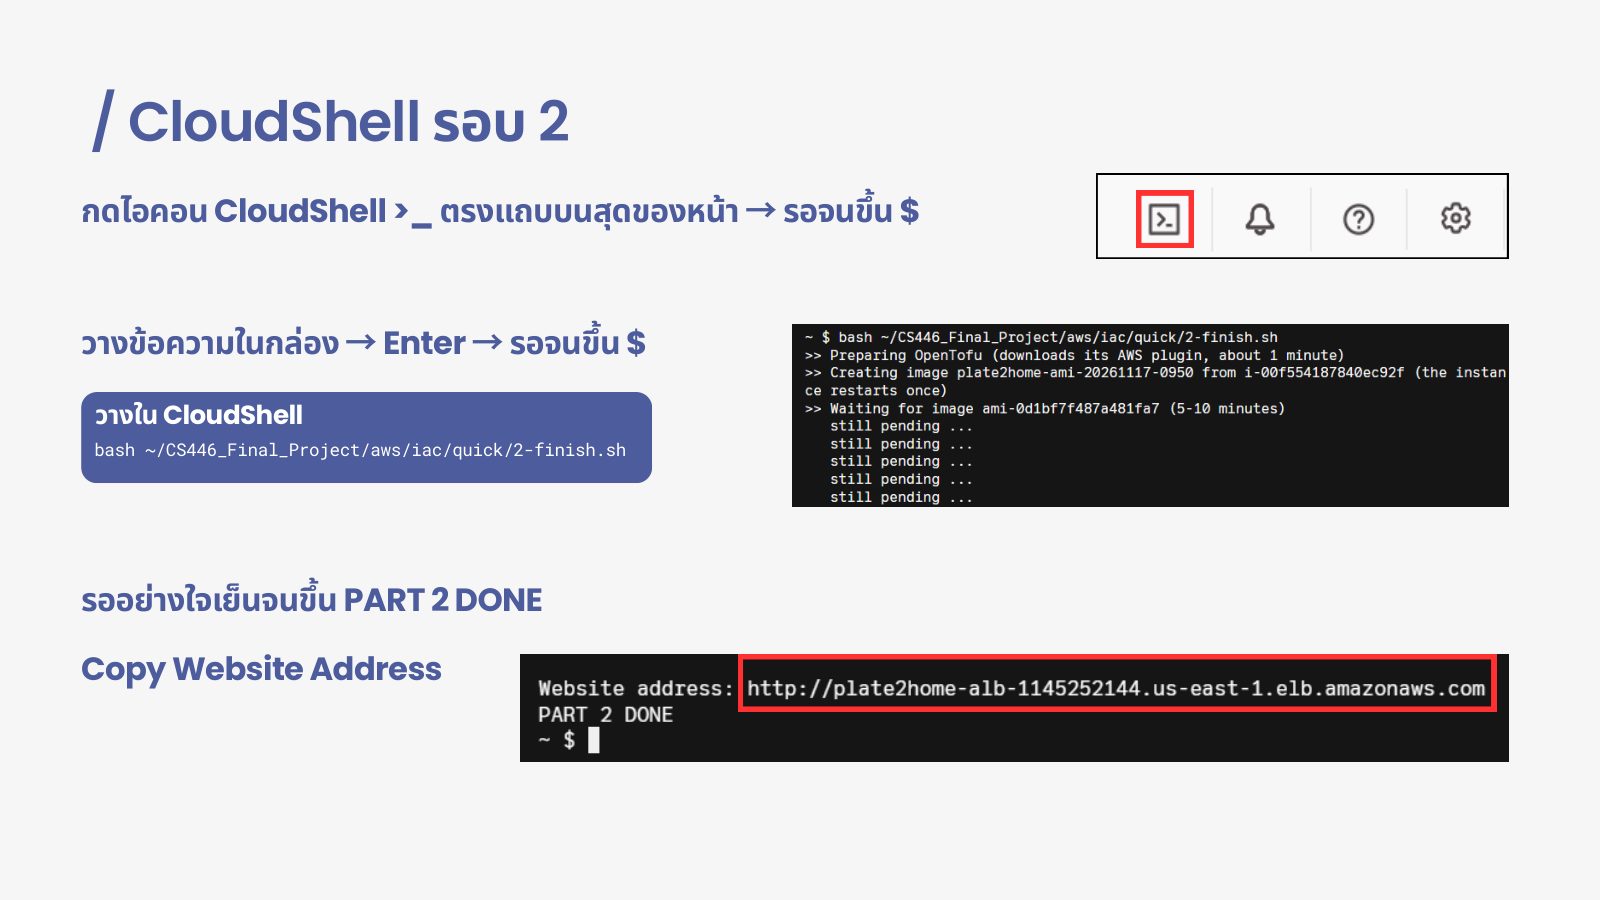 / CloudShell รอบ 2
กดไอคอน CloudShell >_ ตรงแถบบนสุดของหน้า → รอจนขึ้น $
วางข้อความในกล่อง → Enter → รอจนขึ้น $
วางใน CloudShell
bash ~/CS446_Final_Project/aws/iac/quick/2-finish.sh
~ $ bash ~/CS446_Final_Project/aws/iac/quick/2-finish.sh
>> Preparing OpenTofu (downloads its AWS plugin, about 1 minute)
>> Creating image plate2home-ami-20261117-0950 from i-00f554187840ec92f (the instan
ce restarts once)
>> Waiting for image ami-0d1bf7f487a481fa7 (5-10 minutes)
still pending ...
still pending ...
still pending ...
still pending ...
still pending ...
รออย่างใจเย็นจนขึ้น PART 2 DONE
Copy Website Address
Website address: http://plate2home-alb-1145252144.us-east-1.elb.amazonaws.com
PART 2 DONE
~ $